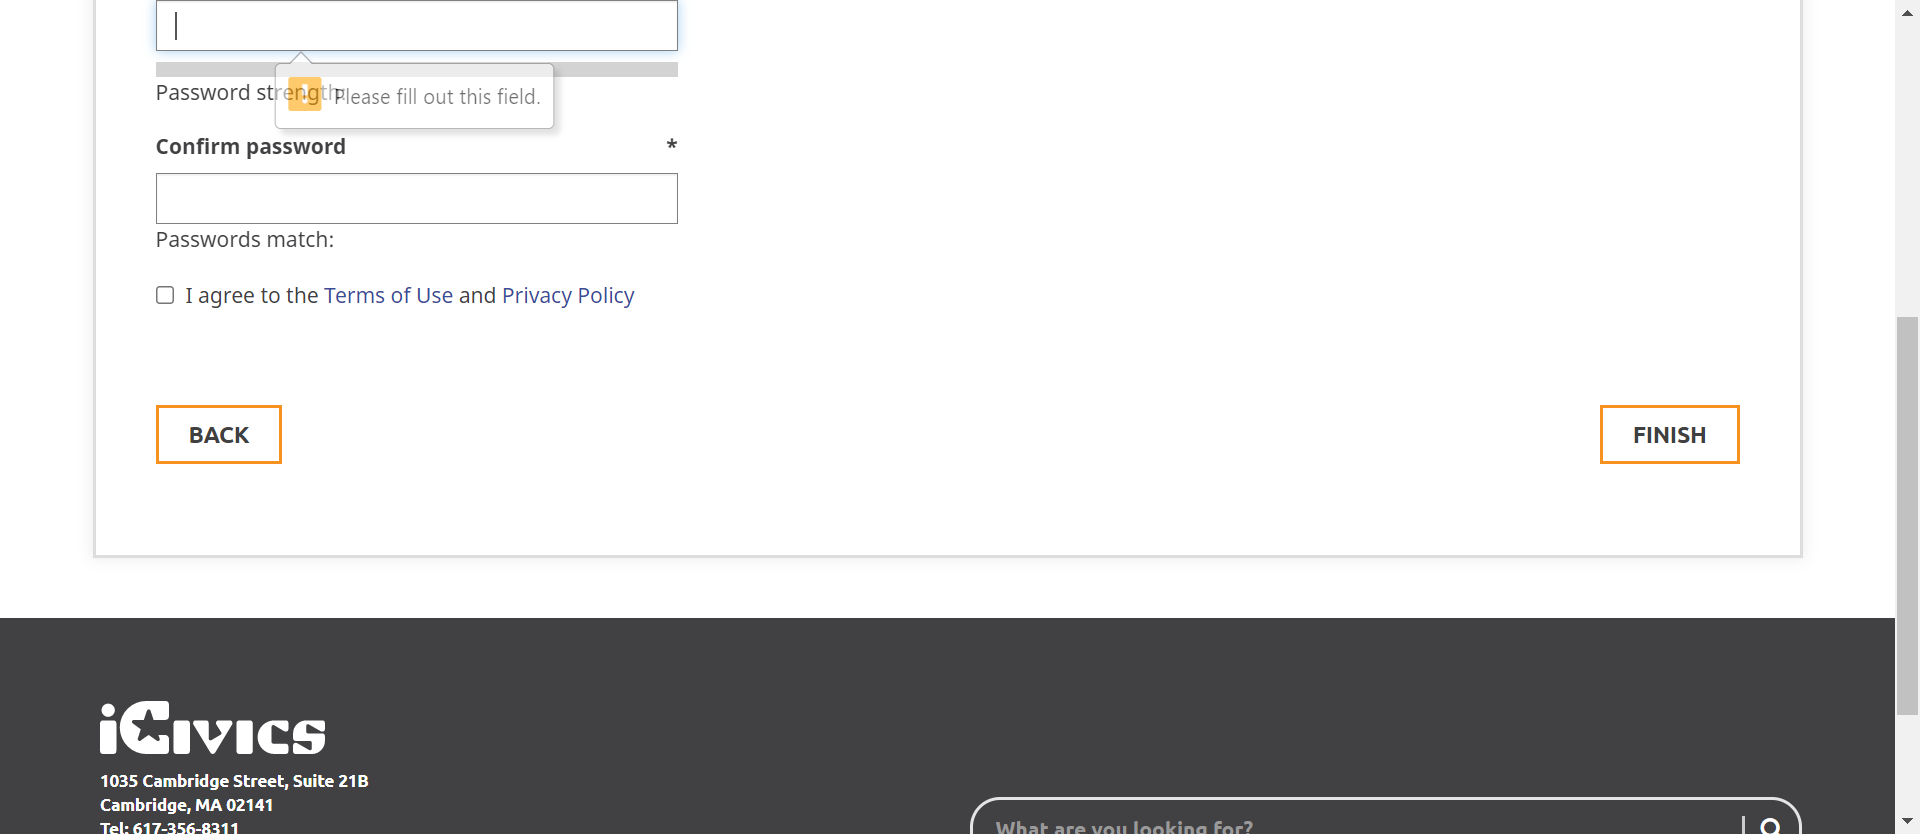 Password strength:
Please fill out this field.
Confirm password *
Passwords match:
I agree to the Terms of Use and Privacy Policy
BACK
FINISH
iCivics
1035 Cambridge Street, Suite 21B
Cambridge, MA 02141
Tel: 617-356-8311
What are you looking for?